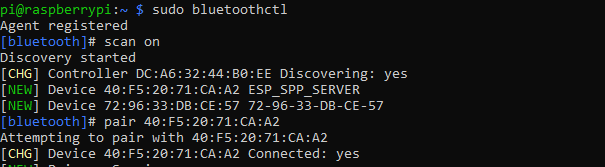 pi@raspberrypi:~ $ sudo bluetoothctl
Agent registered
[bluetooth]# scan on
Discovery started
[CHG] Controller DC:A6:32:44:B0:EE Discovering: yes
[NEW] Device 40:F5:20:71:CA:A2 ESP_SPP_SERVER
[NEW] Device 72:96:33:DB:CE:57 72-96-33-DB-CE-57
[bluetooth]# pair 40:F5:20:71:CA:A2
Attempting to pair with 40:F5:20:71:CA:A2
[CHG] Device 40:F5:20:71:CA:A2 Connected: yes